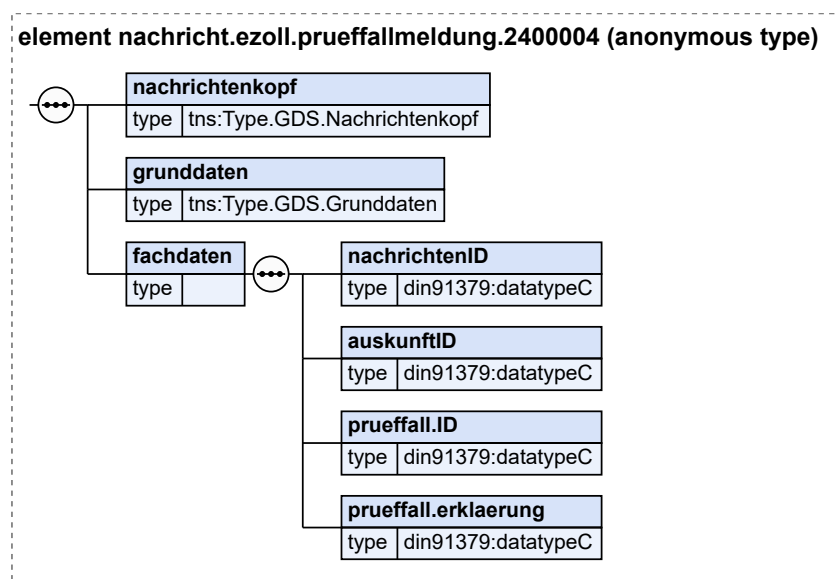 element nachricht.ezoll.prueffallmeldung.2400004 (anonymous type)
nachrichtenkopf
type tns:Type.GDS.Nachrichtenkopf
grunddaten
type tns:Type.GDS.Grunddaten
fachdaten
type
nachrichtenID
type din91379:datatypeC
auskunftID
type din91379:datatypeC
prueffall.ID
type din91379:datatypeC
prueffall.erklaerung
type din91379:datatypeC